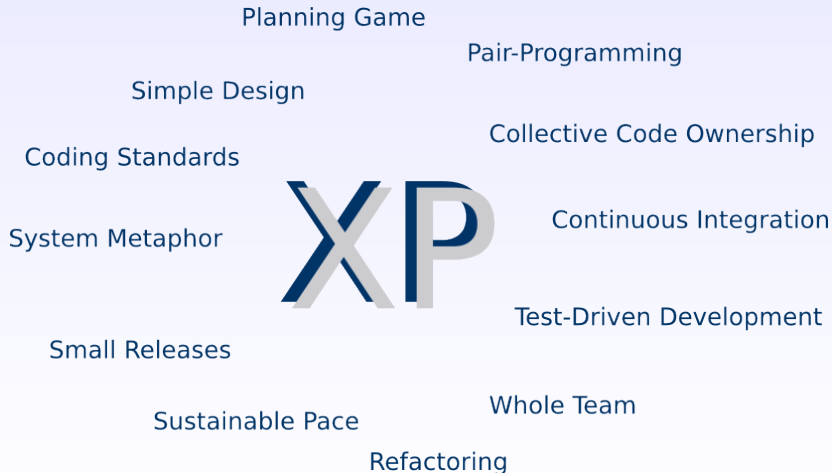 Planning Game
Pair-Programming
Simple Design
Collective Code Ownership
Coding Standards
XP
Continuous Integration
System Metaphor
Test-Driven Development
Small Releases
Whole Team
Sustainable Pace
Refactoring